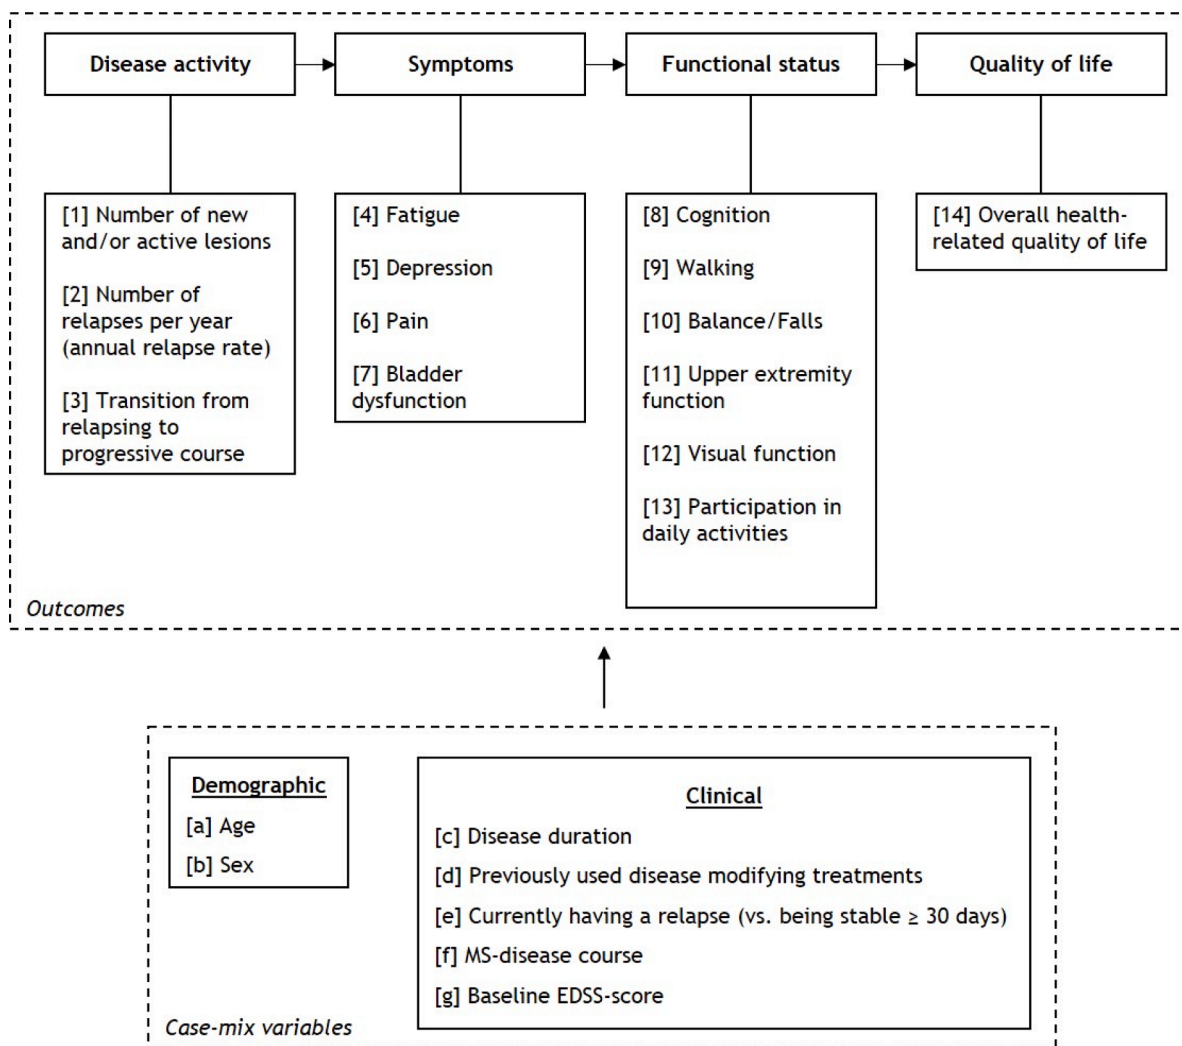 Disease activity
Symptoms
Functional status
Quality of life
[1] Number of new
and/or active lesions
[2] Number of
relapses per year
(annual relapse rate)
[3] Transition from
relapsing to
progressive course
[4] Fatigue
[5] Depression
[6] Pain
[7] Bladder
dysfunction
[8] Cognition
[9] Walking
[10] Balance/Falls
[11] Upper extremity
function
[12] Visual function
[13] Participation in
daily activities
[14] Overall health-
related quality of life
Outcomes
Demographic
[a] Age
[b] Sex
Clinical
[c] Disease duration
[d] Previously used disease modifying treatments
[e] Currently having a relapse (vs. being stable ≥ 30 days)
[f] MS-disease course
[g] Baseline EDSS-score
Case-mix variables